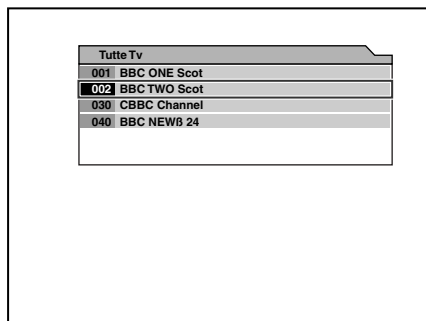 Tutte Tv
001 BBC ONE Scot
002 BBC TWO Scot
030 CBBC Channel
040 BBC NEWß 24